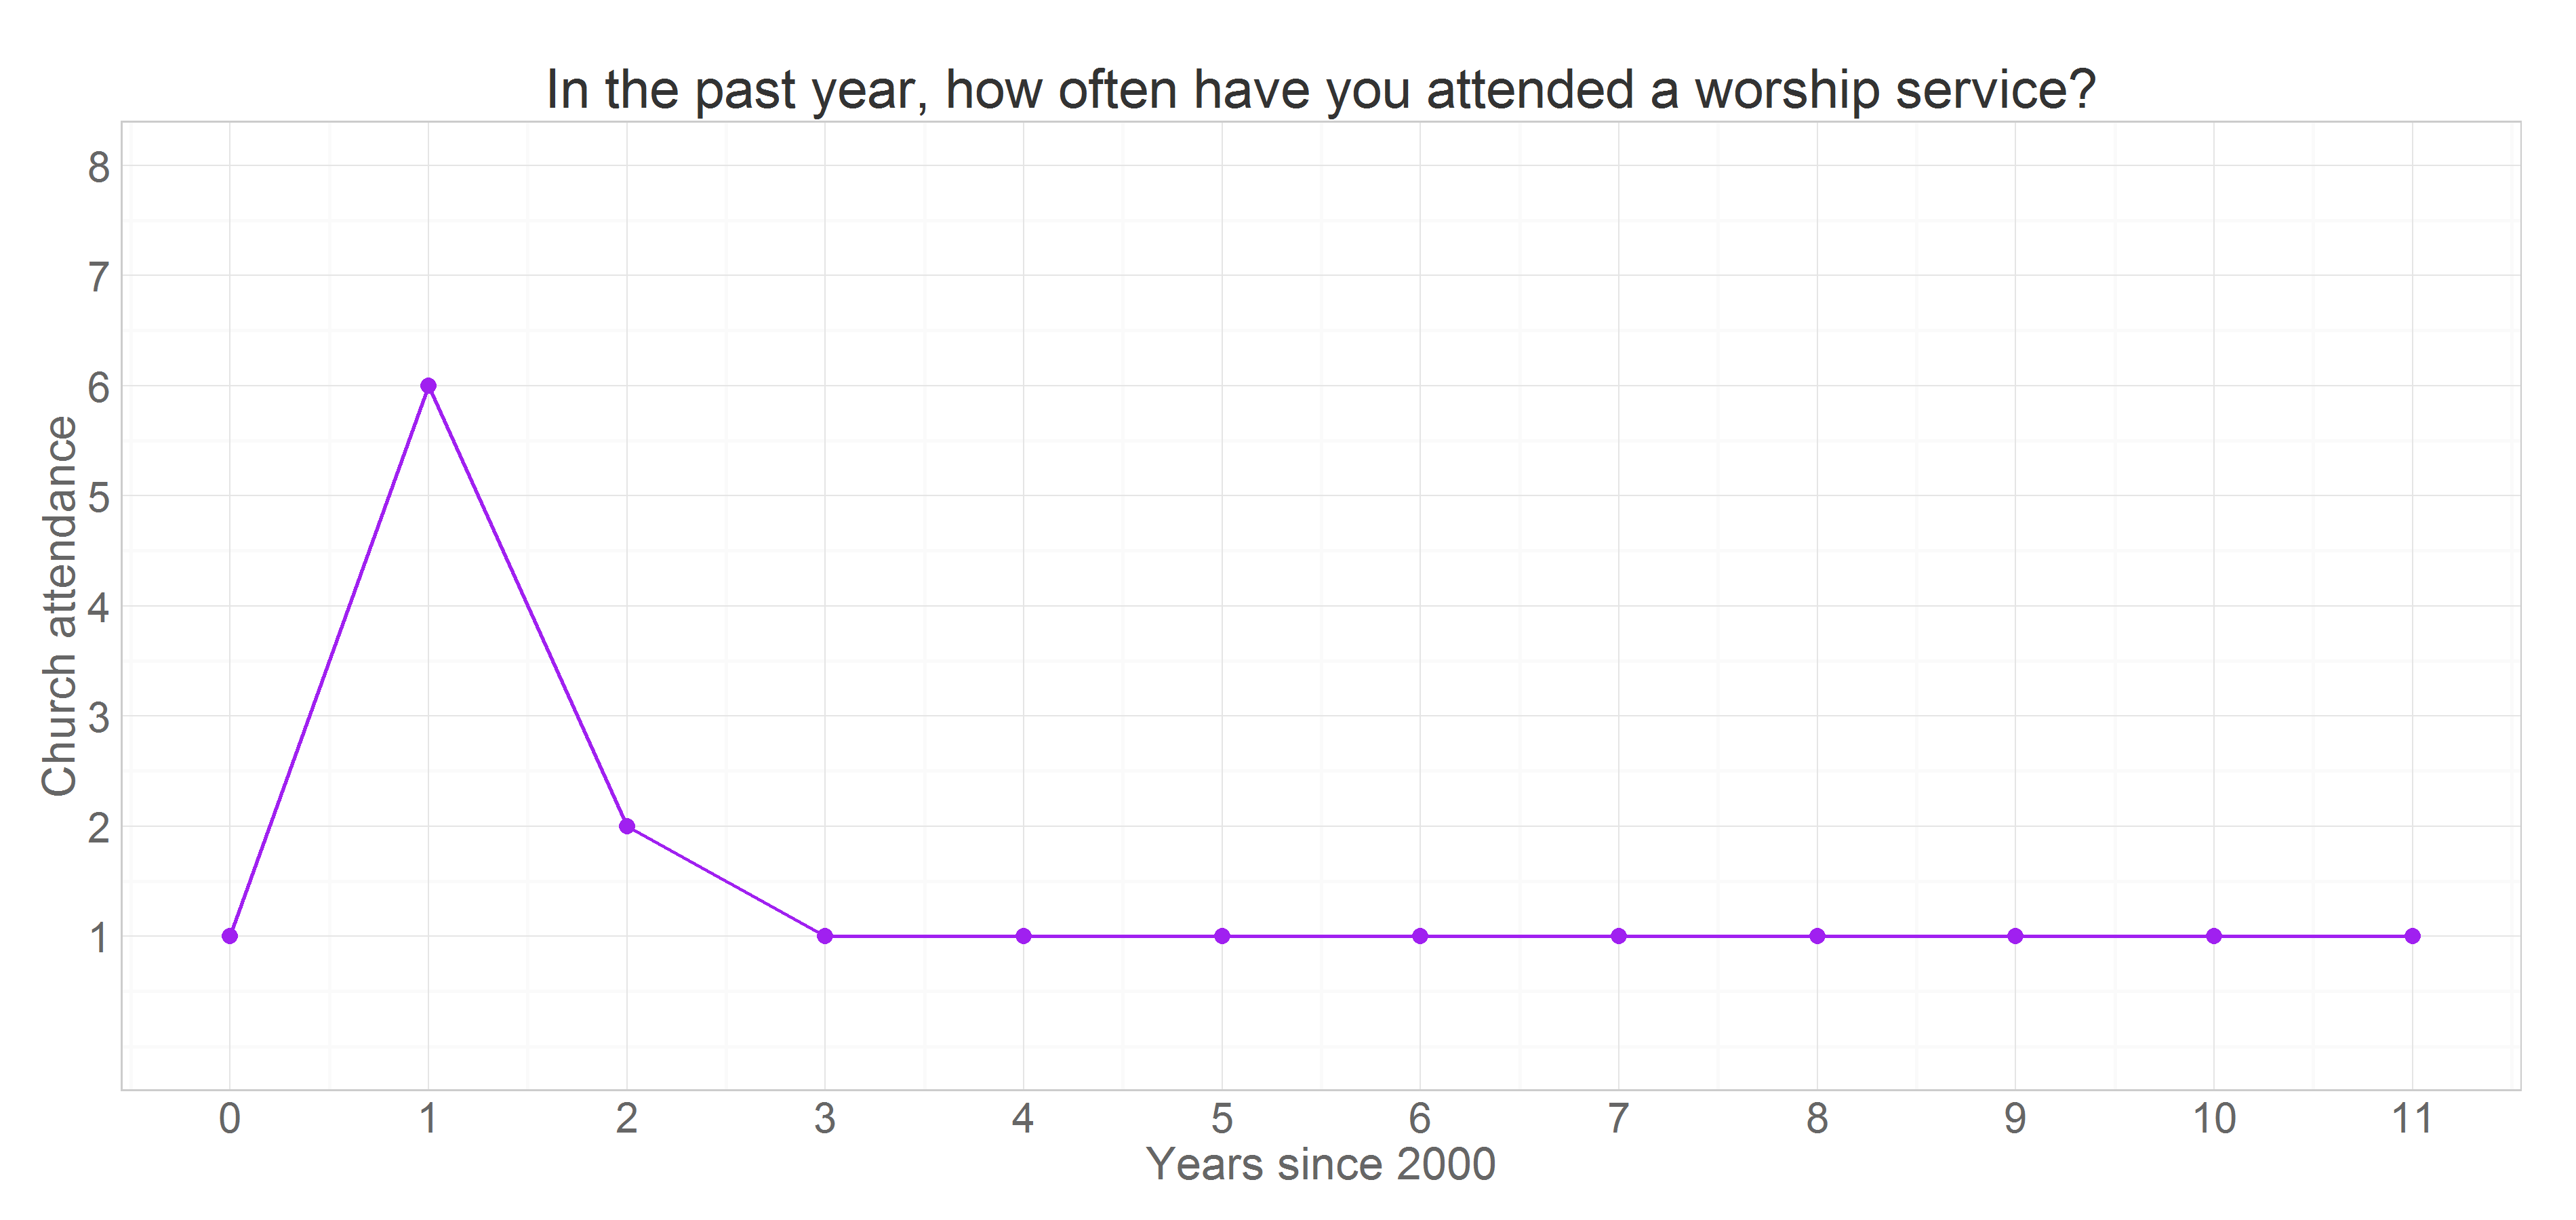 In the past year, how often have you attended a worship service?
Church attendance
8
7
6
5
4
3
2
1
0 1 2 3 4 5 6 7 8 9 10 11
Years since 2000